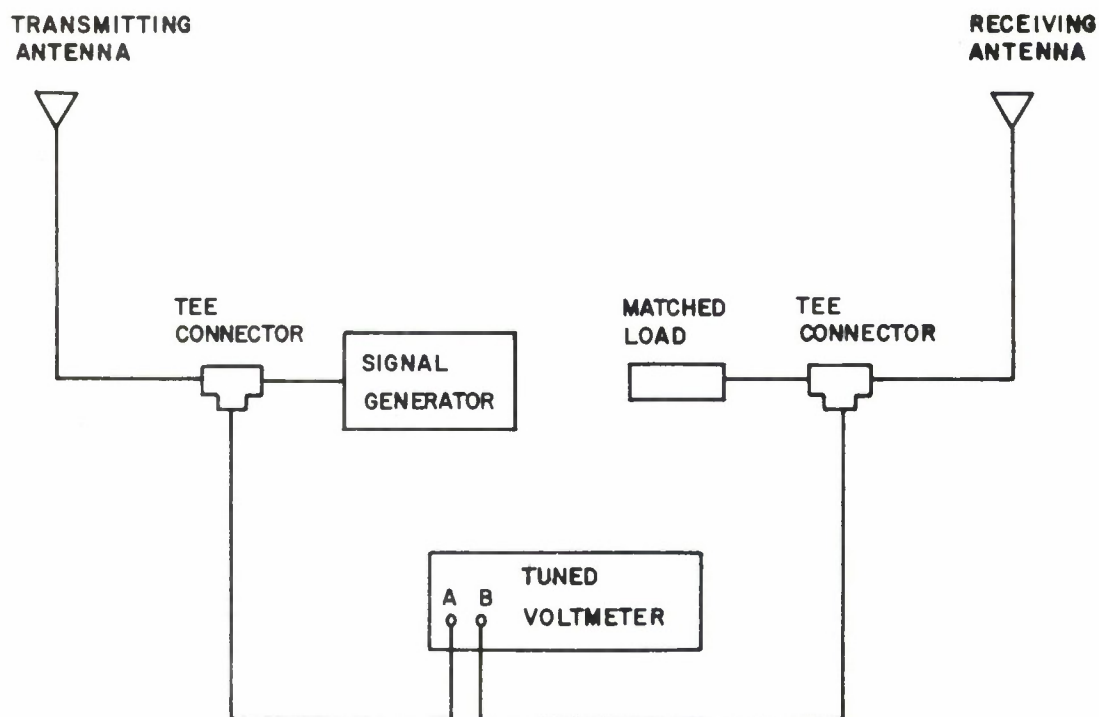 TRANSMITTING
ANTENNA
RECEIVING
ANTENNA
TEE
CONNECTOR
SIGNAL
GENERATOR
MATCHED
LOAD
TEE
CONNECTOR
TUNED
A B VOLTMETER